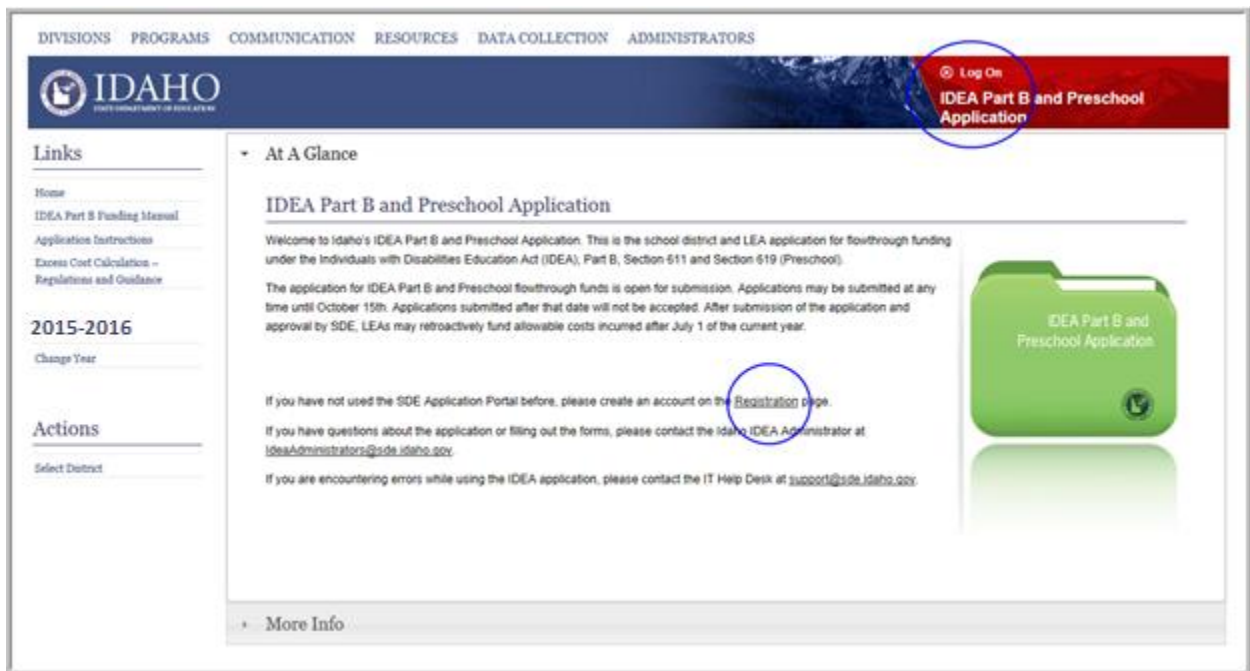 DIVISIONS PROGRAMS COMMUNICATION RESOURCES DATA COLLECTION ADMINISTRATORS
IDAHO
STATE DEPARTMENT OF EDUCATION
Log On
IDEA Part B and Preschool
Application
Links
Home
IDEA Part B Funding Manual
Application Instructions
Excess Cost Calculation –
Regulations and Guidance
2015-2016
Change Year
Actions
Select District
At A Glance
IDEA Part B and Preschool Application
Welcome to Idaho's IDEA Part B and Preschool Application. This is the school district and LEA application for flowthrough funding
under the Individuals with Disabilities Education Act (IDEA), Part B, Section 611 and Section 619 (Preschool).
The application for IDEA Part B and Preschool flowthrough funds is open for submission. Applications may be submitted at any
time until October 15th. Applications submitted after that date will not be accepted. After submission of the application and
approval by SDE, LEAs may retroactively fund allowable costs incurred after July 1 of the current year.
If you have not used the SDE Application Portal before, please create an account on the Registration page.
If you have questions about the application or filling out the forms, please contact the Idaho IDEA Administrator at
IdeaAdministrators@sde.idaho.gov.
If you are encountering errors while using the IDEA application, please contact the IT Help Desk at support@sde.idaho.gov.
IDEA Part B and
Preschool Application
More Info